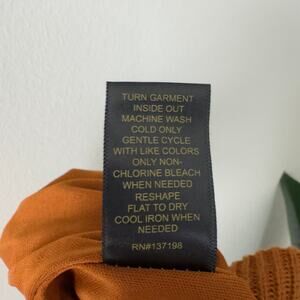 TURN GARMENT
INSIDE OUT
MACHINE WASH
COLD ONLY
GENTLE CYCLE
WITH LIKE COLORS
ONLY NON-
CHLORINE BLEACH
WHEN NEEDED
RESHAPE
FLAT TO DRY
COOL IRON WHEN
NEEDED
RN#137198